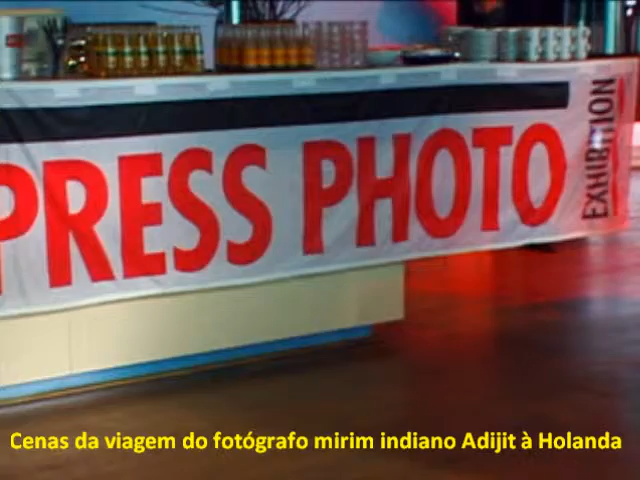 PRESS PHOTO
EXHIBITION
Cenas da viagem do fotógrafo mirim indiano Adijit à Holanda